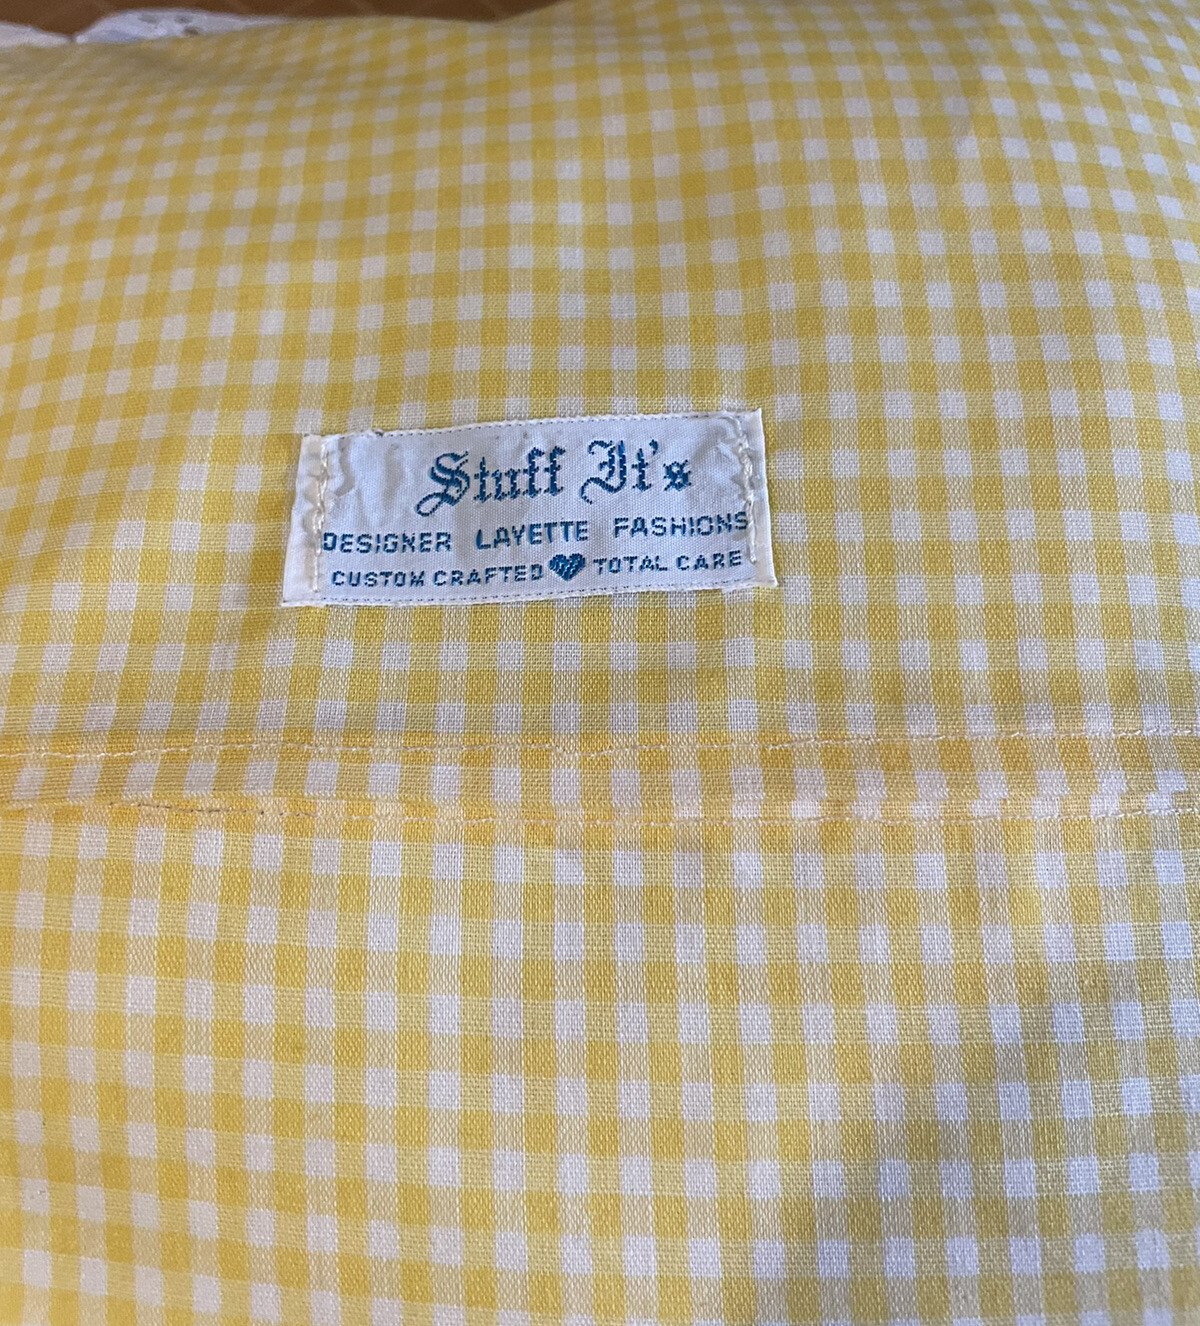 Stuff It's
DESIGNER LAYETTE FASHIONS
CUSTOM CRAFTED TOTAL CARE